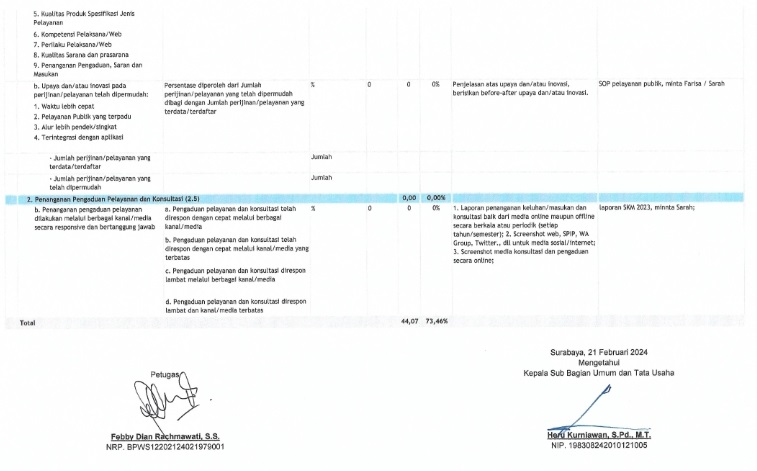 5. Kualitas Produk Spesifikasi Jenis
Pelayanan
6. Kompetensi Pelaksana/Web
7. Perilaku Pelaksana/Web
8. Kualitas Sarana dan prasarana
9. Penanganan Pengaduan, Saran dan
Masukan
b. Upaya dan/atau inovasi pada
perijinan/pelayanan telah dipermudah:
1. Waktu lebih cepat
2. Pelayanan Publik yang terpadu
3. Alur lebih pendek/singkat
4. Terintegrasi dengan aplikasi
Persentase diperoleh dari Jumlah
perijinan/pelayanan yang telah dipermudah
dibagi dengan Jumlah perijinan/pelayanan yang
terdata/terdaftar
%
0
0
0%
Penjelasan atas upaya dan/atau inovasi,
berisikan before-after upaya dan/atau inovasi.
SOP pelayanan publik, minta Farisa / Sarah
- Jumlah perijinan/pelayanan yang
terdata/terdaftar
Jumlah
- Jumlah perijinan/pelayanan yang
telah dipermudah
Jumlah
2. Penanganan Pengaduan Pelayanan dan Konsultasi (2.5)
0,00
0,00%
b. Penanganan pengaduan pelayanan
dilakukan melalui berbagai kanal/media
secara responsive dan bertanggung jawab
a. Pengaduan pelayanan dan konsultasi telah
direspon dengan cepat melalui berbagai
kanal/media
b. Pengaduan pelayanan dan konsultasi telah
direspon dengan cepat melalui kanal/media yang
terbatas
c. Pengaduan pelayanan dan konsultasi direspon
lambat melalui berbagai kanal/media
d. Pengaduan pelayanan dan konsultasi direspon
lambat dan kanal/media terbatas
%
0
0
0%
1. Laporan penanganan keluhan/masukan dan
konsultasi baik dari media online maupun offline
secara berkala atau periodik (setiap
tahun/semester); 2. Screenshot web, SPIP, WA
Group, Twitter., dll untuk media sosial/internet;
3. Screenshot media konsultasi dan pengaduan
secara online;
laporan SKM 2023, minnta Sarah;
Total
44,07
73,46%
Surabaya, 21 Februari 2024
Mengetahui
Kepala Sub Bagian Umum dan Tata Usaha
Petugas
Febby Dian Rachmawati, S.S.
NRP. BPWS12202124021979001
Heru Kurniawan, S.Pd., M.T.
NIP. 198308242010121005